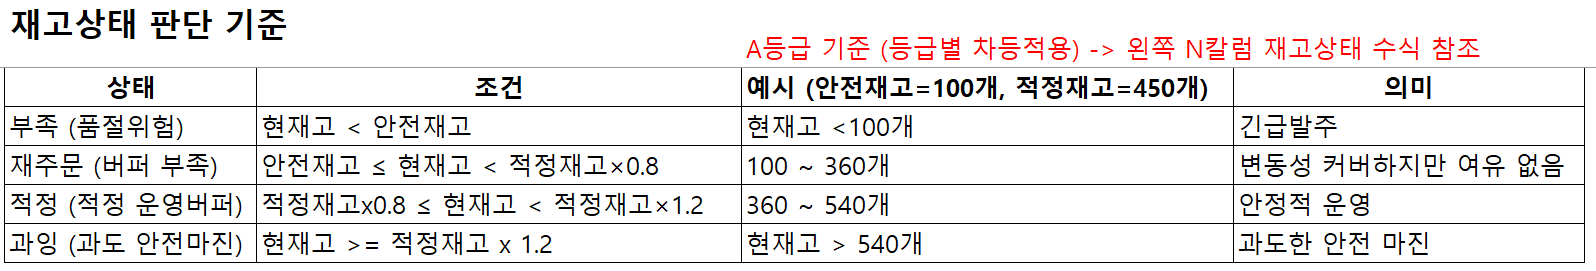 재고상태 판단 기준
A등급 기준 (등급별 차등적용) -> 왼쪽 N칼럼 재고상태 수식 참조
상태 조건 예시 (안전재고=100개, 적정재고=450개) 의미
부족 (품절위험) 현재고 < 안전재고 현재고 <100개 긴급발주
재주문 (버퍼 부족) 안전재고 ≤ 현재고 < 적정재고×0.8 100 ~ 360개 변동성 커버하지만 여유 없음
적정 (적정 운영버퍼) 적정재고x0.8 ≤ 현재고 < 적정재고×1.2 360 ~ 540개 안정적 운영
과잉 (과도 안전마진) 현재고 >= 적정재고 x 1.2 현재고 > 540개 과도한 안전 마진